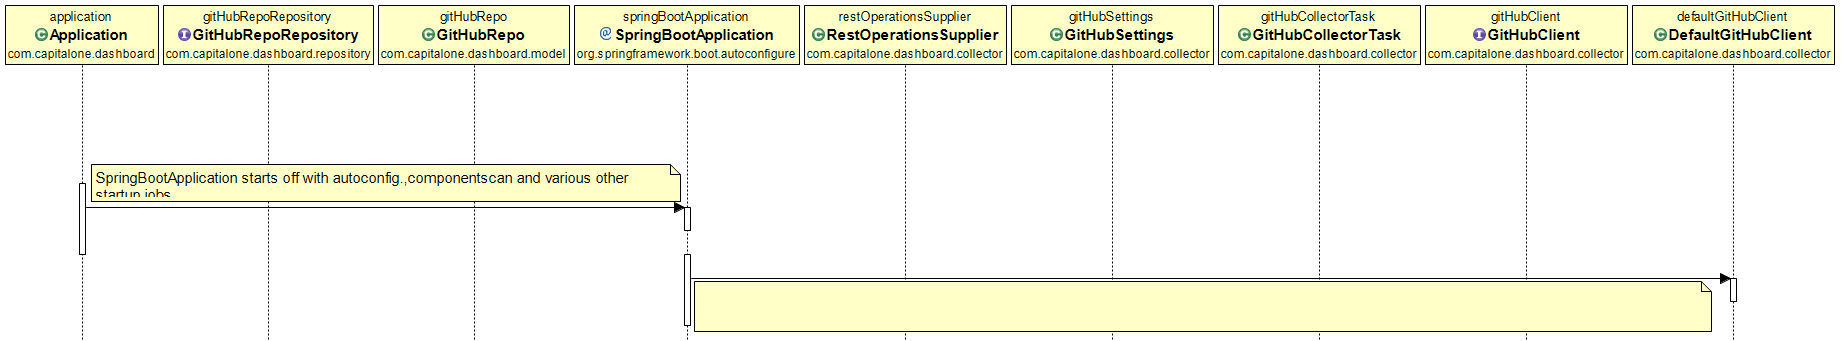 application
Application
com.capitalone.dashboard
gitHubRepoRepository
GitHubRepoRepository
com.capitalone.dashboard.repository
gitHubRepo
GitHubRepo
com.capitalone.dashboard.model
springBootApplication
@ SpringBootApplication
org.springframework.boot.autoconfigure
restOperationsSupplier
C RestOperationsSupplier
com.capitalone.dashboard.collector
gitHubSettings
GitHubSettings
com.capitalone.dashboard.collector
gitHubCollectorTask
GitHubCollectorTask
com.capitalone.dashboard.collector
gitHubClient
GitHubClient
com.capitalone.dashboard.collector
defaultGitHubClient
DefaultGitHubClient
com.capitalone.dashboard.collector
SpringBootApplication starts off with autoconfig.,componentscan and various other
startup jobs